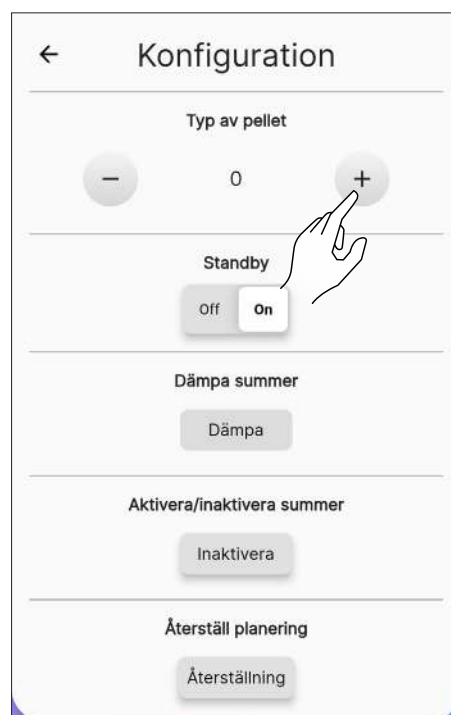 ← Konfiguration
Typ av pellet
− 0 +
Standby
Off On
Dämpa summer
Dämpa
Aktivera/inaktivera summer
Inaktivera
Återställ planering
Återställning